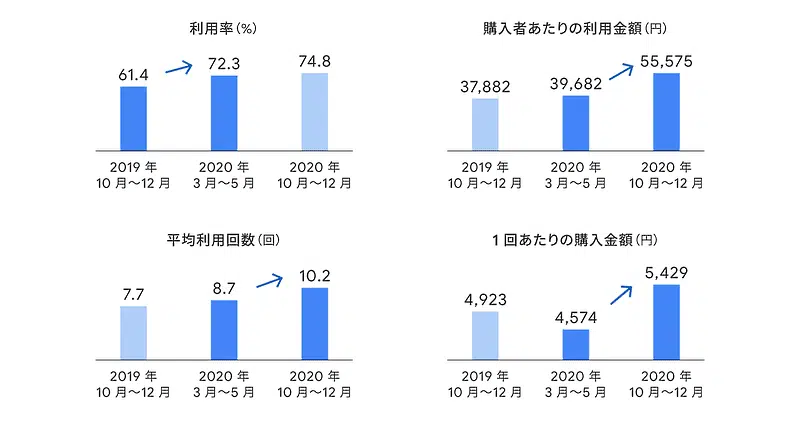 利用率（%）
61.4
72.3
74.8
2019 年
10 月〜12 月
2020 年
3 月〜5 月
2020 年
10 月〜12 月
購入者あたりの利用金額（円）
37,882
39,682
55,575
2019 年
10 月〜12 月
2020 年
3 月〜5 月
2020 年
10 月〜12 月
平均利用回数（回）
7.7
8.7
10.2
2019 年
10 月〜12 月
2020 年
3 月〜5 月
2020 年
10 月〜12 月
1 回あたりの購入金額（円）
4,923
4,574
5,429
2019 年
10 月〜12 月
2020 年
3 月〜5 月
2020 年
10 月〜12 月